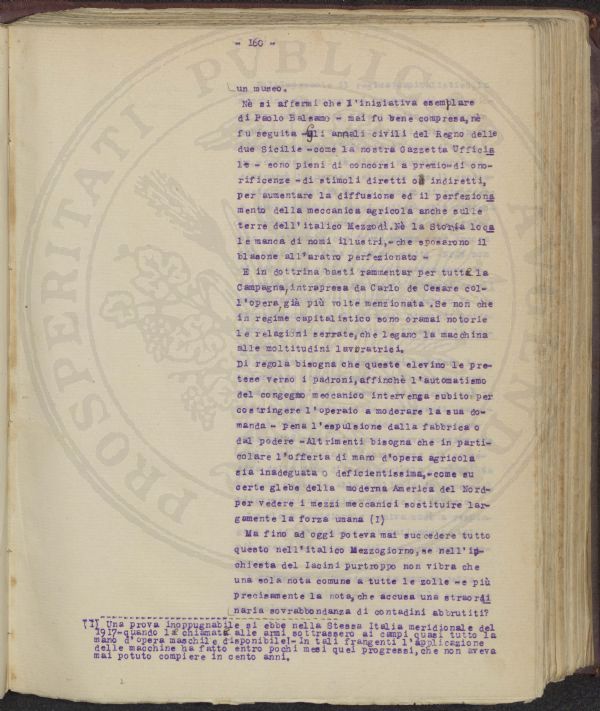 - 160 -
un museo.
Nè si affermi che l'iniziativa esemplare
di Paolo Balsamo - mai fu bene compresa, nè
fu seguita - Gli annali civili del Regno delle
due Sicilie - come la nostra Gazzetta Ufficia
le - sono pieni di concorsi a premio - di ono-
rificenze - di stimoli diretti od indiretti,
per aumentare la diffusione ed il perfeziona
mento della meccanica agricola anche sulle
terre dell'italico Mezzodì. Nè la Storia loca
le manca di nomi illustri, - che sposarono il
blasone all'aratro perfezionato -
E in dottrina basti rammentar per tutta la
Campagna, intrapresa da Carlo de Cesare col-
l'opera già più volte menzionata. Se non che
in regime capitalistico sono oramai notorie
le relazioni serrate, che legano la macchina
alle moltitudini lavoratrici.
Di regola bisogna che queste elevino le pre-
tese verso i padroni, affinchè l'automatismo
del congegno meccanico intervenga subito per
costringere l'operaio a moderare la sua do-
manda - pena l'espulsione dalla fabbrica o
dal podere - Altrimenti bisogna che in parti-
colare l'offerta di mano d'opera agricola
sia inadeguata o deficientissima, - come su
certe glebe della moderna America del Nord-
per vedere i mezzi meccanici sostituire lar-
gamente la forza umana (I)
Ma fino ad oggi poteva mai succedere tutto
questo nell'italico Mezzogiorno, se nell'in-
chiesta del Iacini purtroppo non vibra che
una sola nota comune a tutte le zolle - e più
precisamente la nota, che accusa una straordi
naria sovrabbondanza di contadini abbrutiti?
(I) Una prova inoppugnabile si ebbe nella Stessa Italia meridionale del
1917 - quando la chiamata alle armi sottrassero ai campi quasi tutto la
mano d'opera maschile disponibile! - In tali frangenti l'applicazione
delle macchine ha fatto entro pochi mesi quei progressi, che non aveva
mai potuto compiere in cento anni.